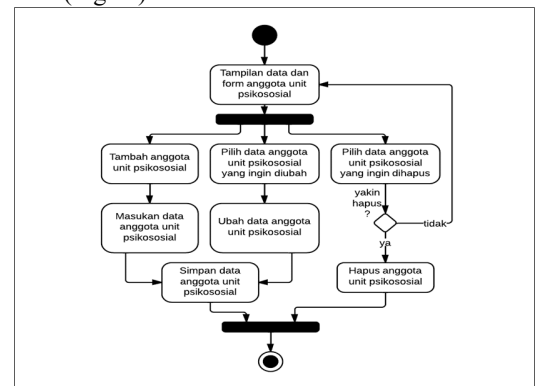 Tampilan data dan
form anggota unit
psikososial
Tambah anggota
unit psikososial
Pilih data anggota
unit psikososial
yang ingin diubah
Pilih data anggota
unit psikososial
yang ingin dihapus
yakin
hapus
?
tidak
ya
Masukan data
anggota unit
psikososial
Ubah data anggota
unit psikososial
Simpan data
anggota unit
psikososial
Hapus anggota
unit psikososial